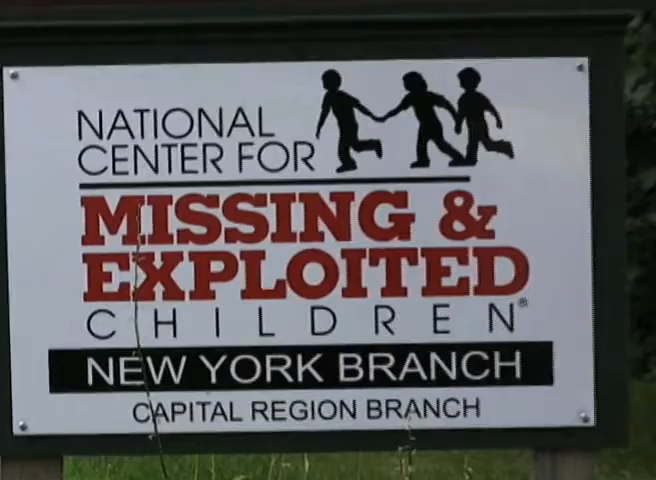 NATIONAL
CENTER FOR
MISSING &
EXPLOITED
CHILDREN®
NEW YORK BRANCH
CAPITAL REGION BRANCH